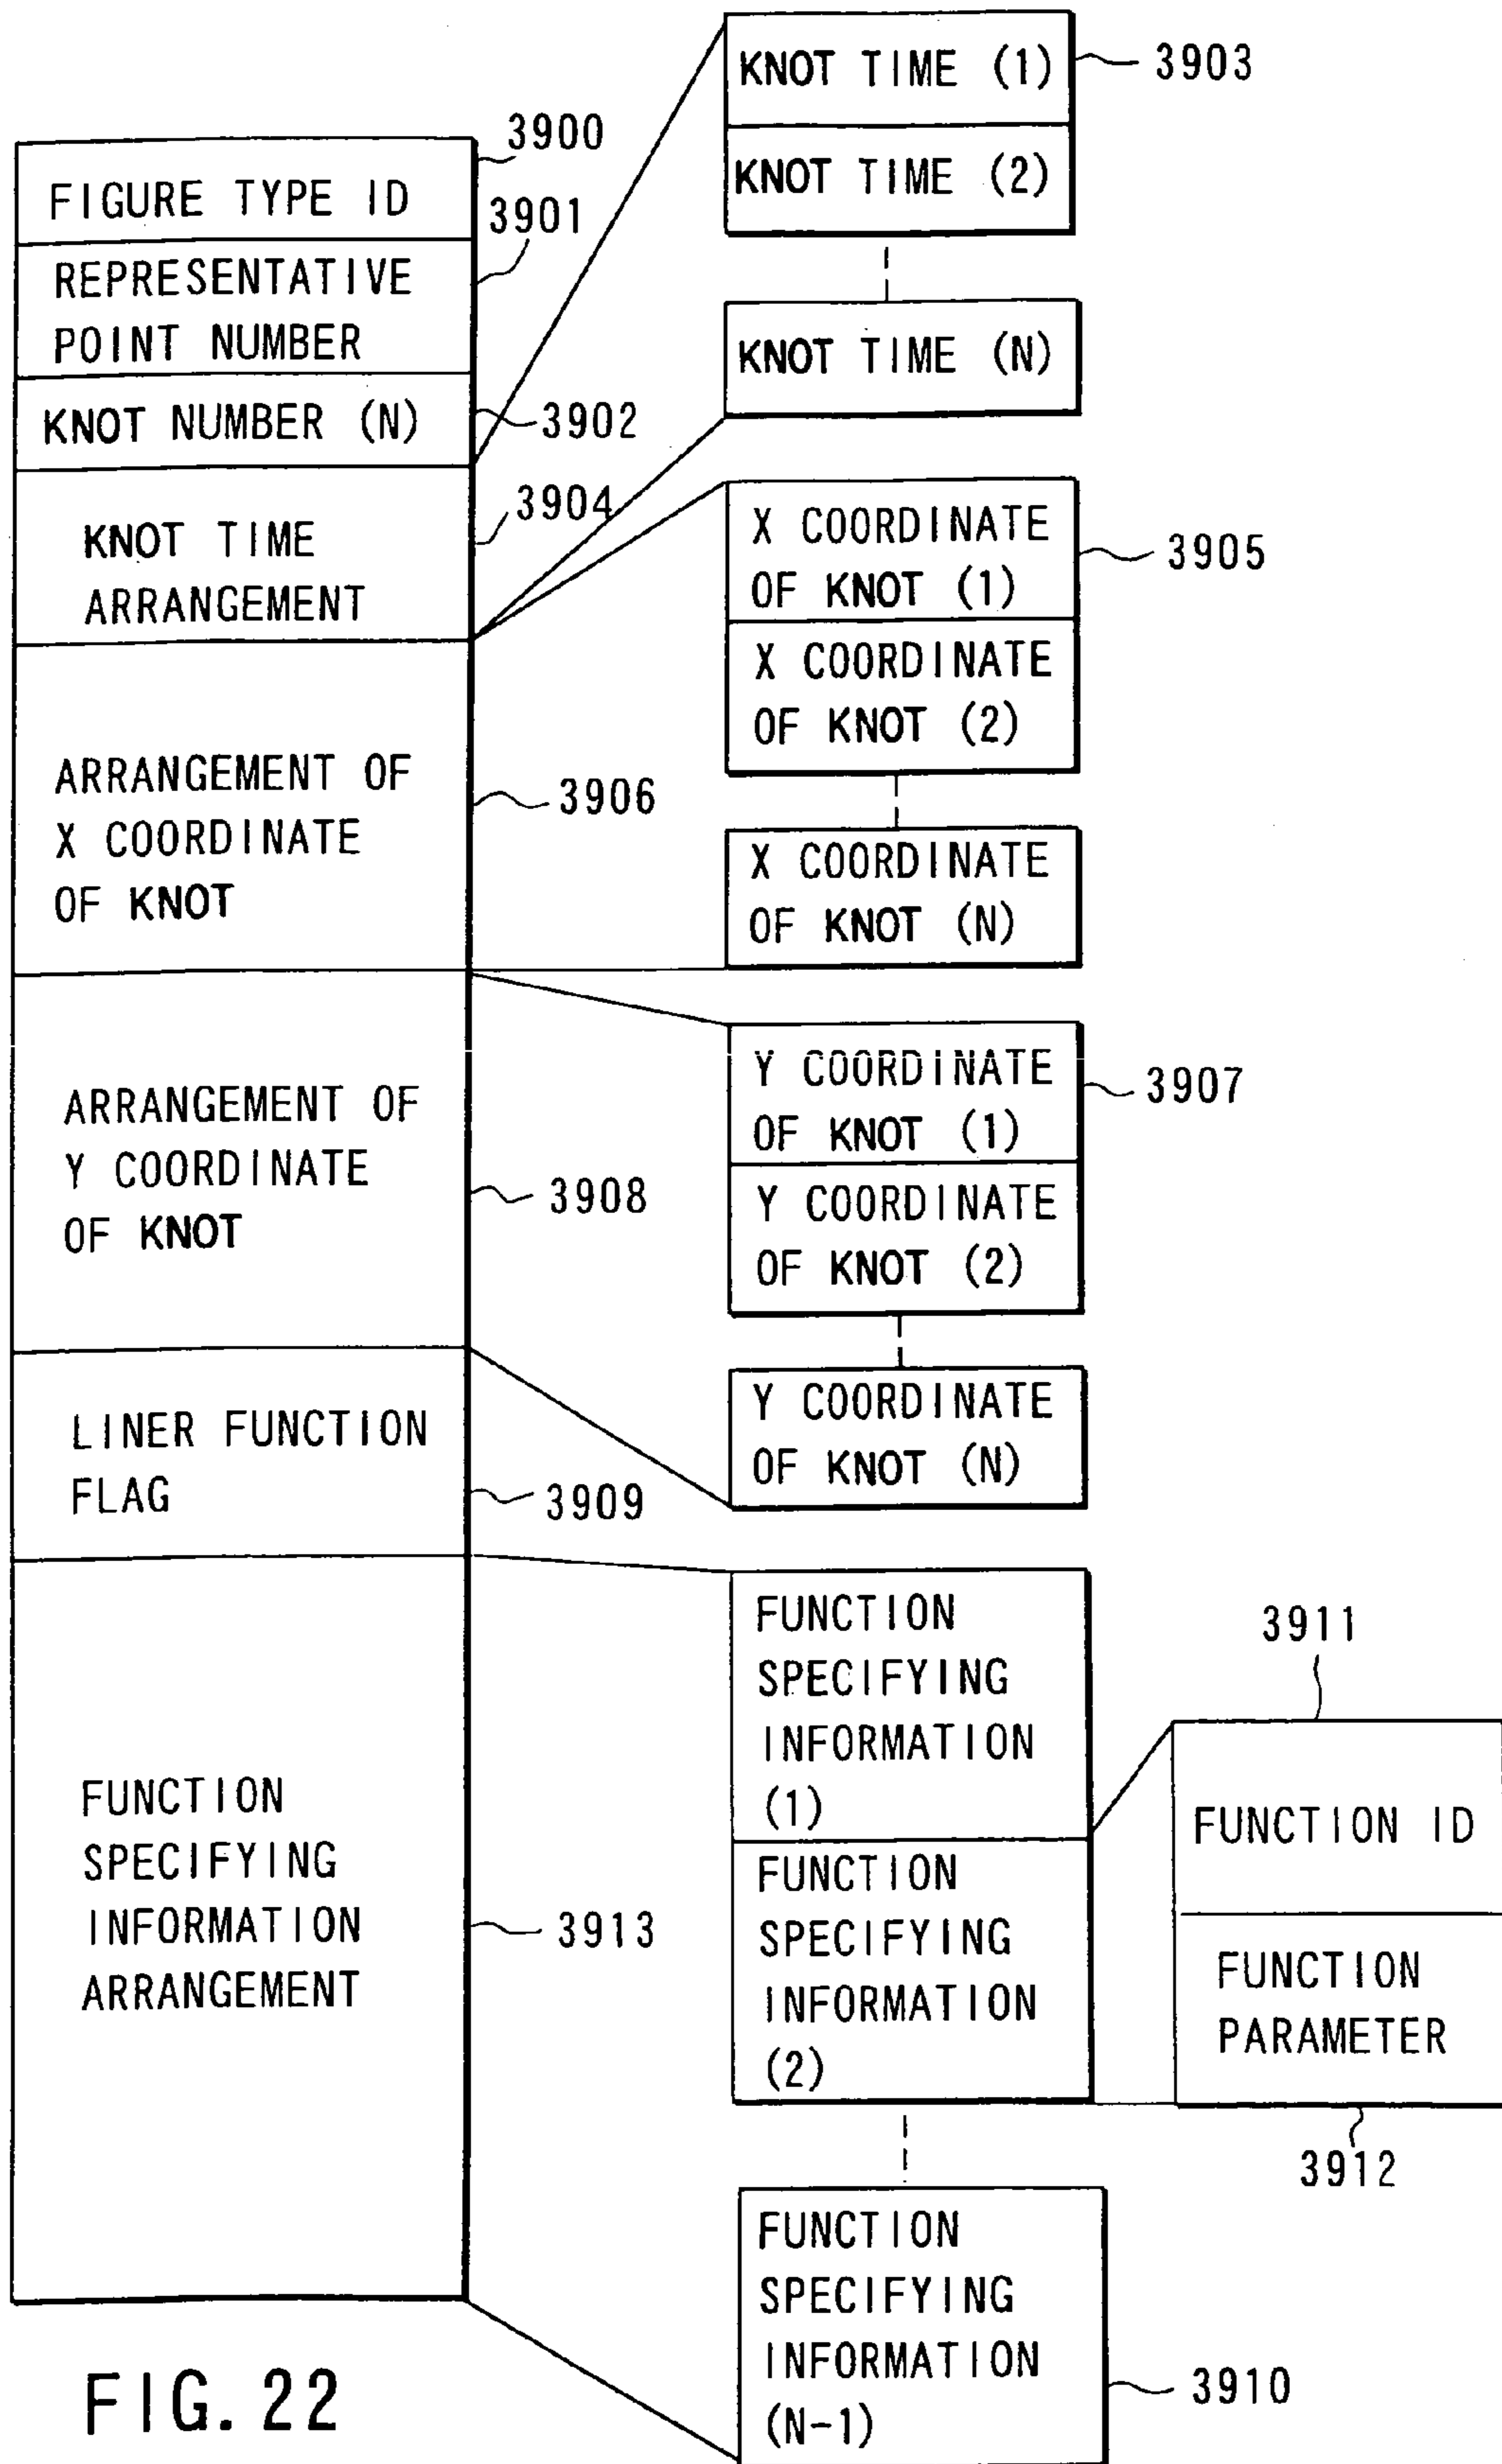 FIGURE TYPE ID
3900
REPRESENTATIVE
POINT NUMBER
3901
KNOT NUMBER (N)
3902
KNOT TIME
ARRANGEMENT
3904
ARRANGEMENT OF
X COORDINATE
OF KNOT
3906
ARRANGEMENT OF
Y COORDINATE
OF KNOT
3908
LINER FUNCTION
FLAG
3909
FUNCTION
SPECIFYING
INFORMATION
ARRANGEMENT
3913
KNOT TIME (1)
3903
KNOT TIME (2)
KNOT TIME (N)
X COORDINATE
OF KNOT (1)
3905
X COORDINATE
OF KNOT (2)
X COORDINATE
OF KNOT (N)
Y COORDINATE
OF KNOT (1)
3907
Y COORDINATE
OF KNOT (2)
Y COORDINATE
OF KNOT (N)
FUNCTION
SPECIFYING
INFORMATION
(1)
FUNCTION
SPECIFYING
INFORMATION
(2)
FUNCTION
SPECIFYING
INFORMATION
(N-1)
3910
3911
FUNCTION ID
FUNCTION
PARAMETER
3912
FIG. 22